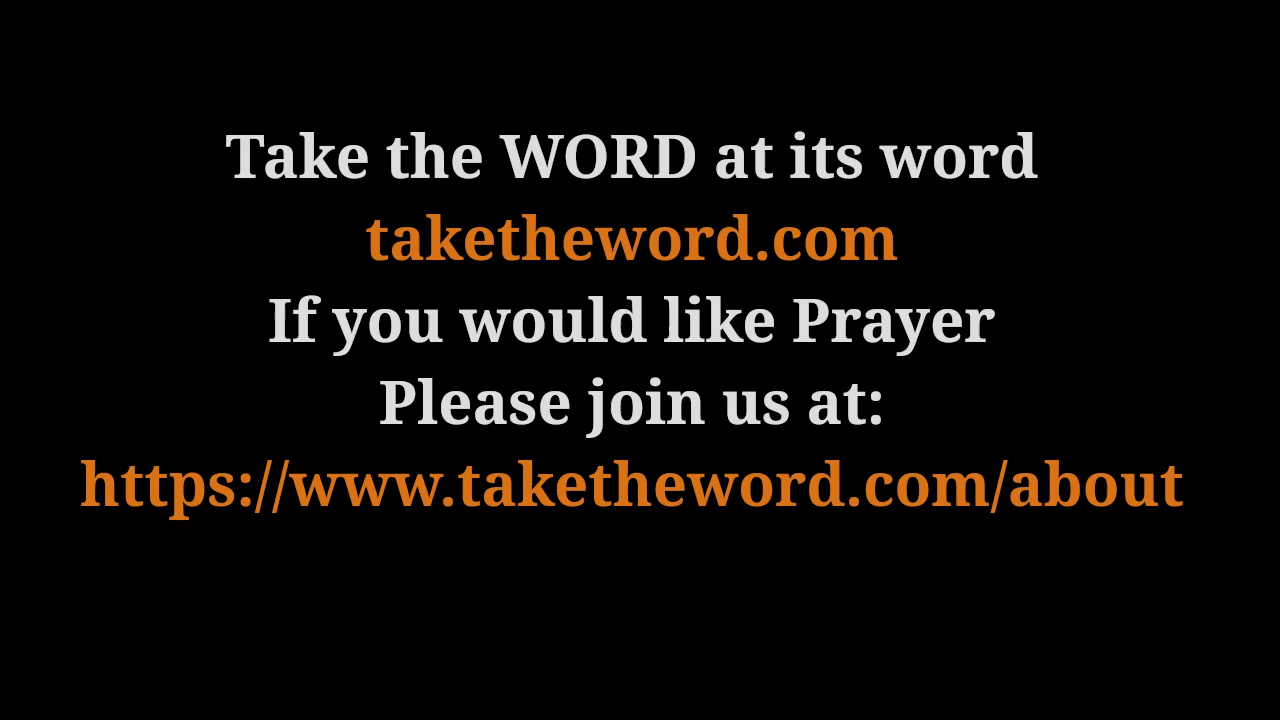 Take the WORD at its word
taketheword.com
If you would like Prayer
Please join us at:
https://www.taketheword.com/about